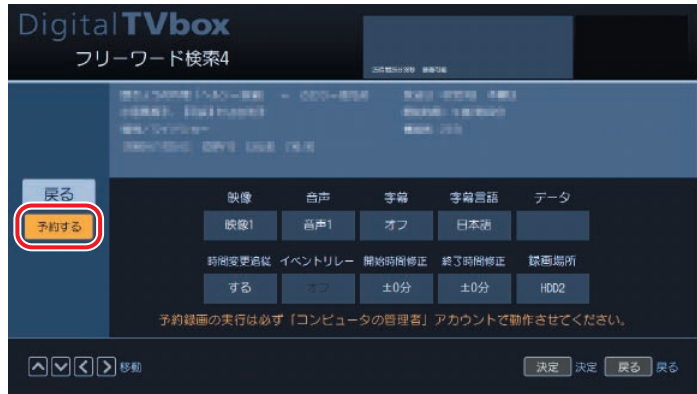 Digital TVbox
フリーワード検索4
戻る
予約する
映像 音声 字幕 字幕言語 データ
映像1 音声1 オフ 日本語
時間変更追従 イベントリレー 開始時間修正 終了時間修正 録画場所
する オフ ±0分 ±0分 HDD2
予約録画の実行は必ず「コンピュータの管理者」アカウントで動作させてください。
移動 決定 決定 戻る 戻る